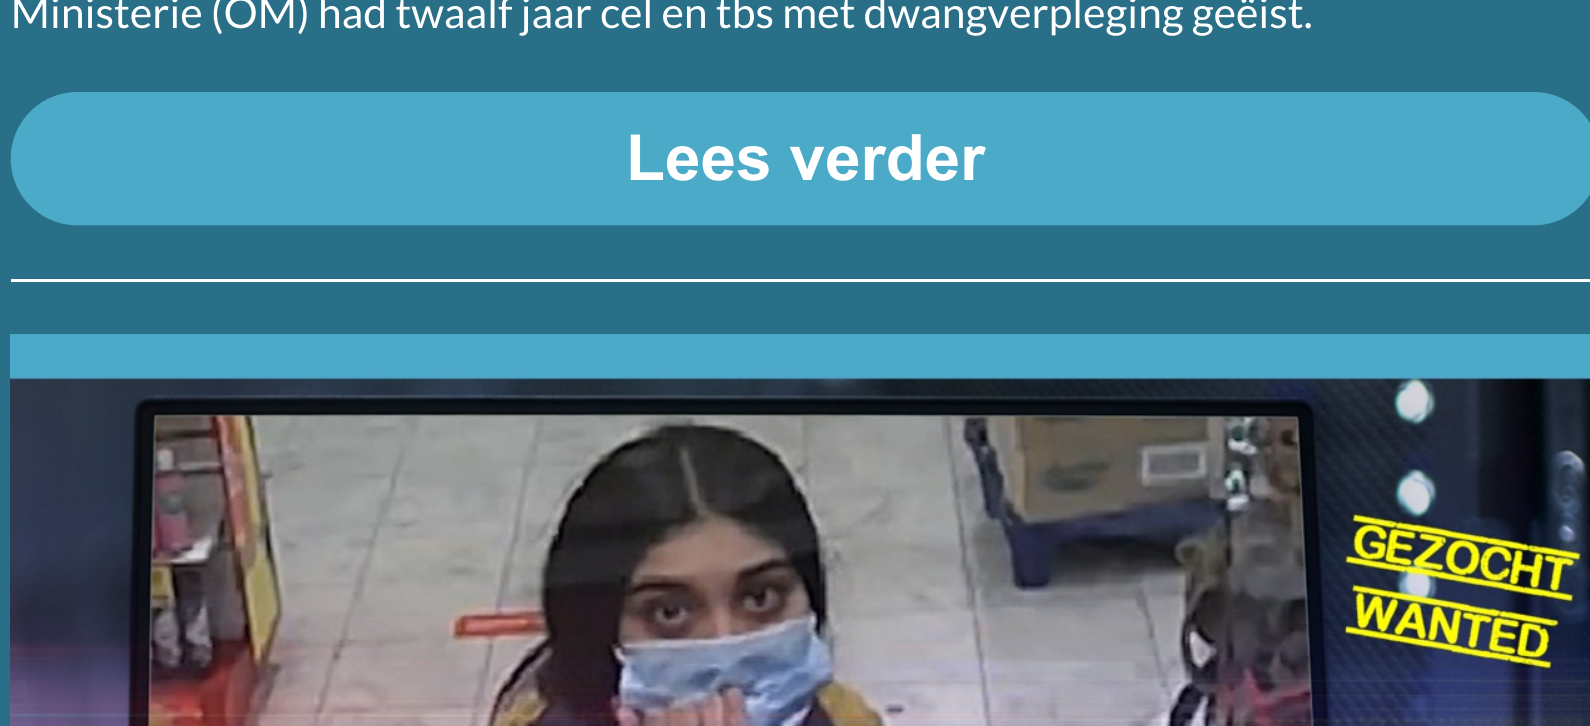 Ministerie (OM) had twaalf jaar cel en tbs met dwangverpleging geëist.
Lees verder
GEZOCHT
WANTED